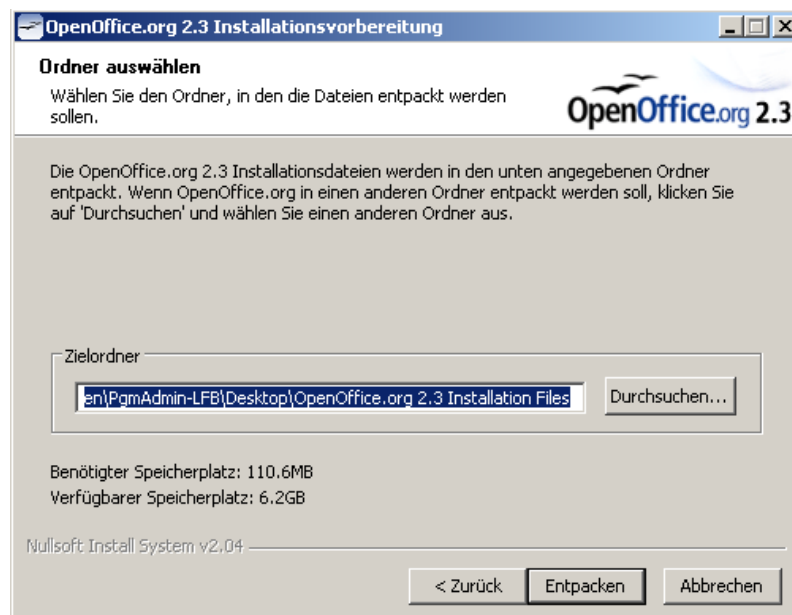 OpenOffice.org 2.3 Installationsvorbereitung
Ordner auswählen
Wählen Sie den Ordner, in den die Dateien entpackt werden
sollen.
OpenOffice.org 2.3
Die OpenOffice.org 2.3 Installationsdateien werden in den unten angegebenen Ordner
entpackt. Wenn OpenOffice.org in einen anderen Ordner entpackt werden soll, klicken Sie
auf 'Durchsuchen' und wählen Sie einen anderen Ordner aus.
Zielordner
en\PgmAdmin-LFB\Desktop\OpenOffice.org 2.3 Installation Files
Durchsuchen...
Benötigter Speicherplatz: 110.6MB
Verfügbarer Speicherplatz: 6.2GB
Nullsoft Install System v2.04
< Zurück
Entpacken
Abbrechen